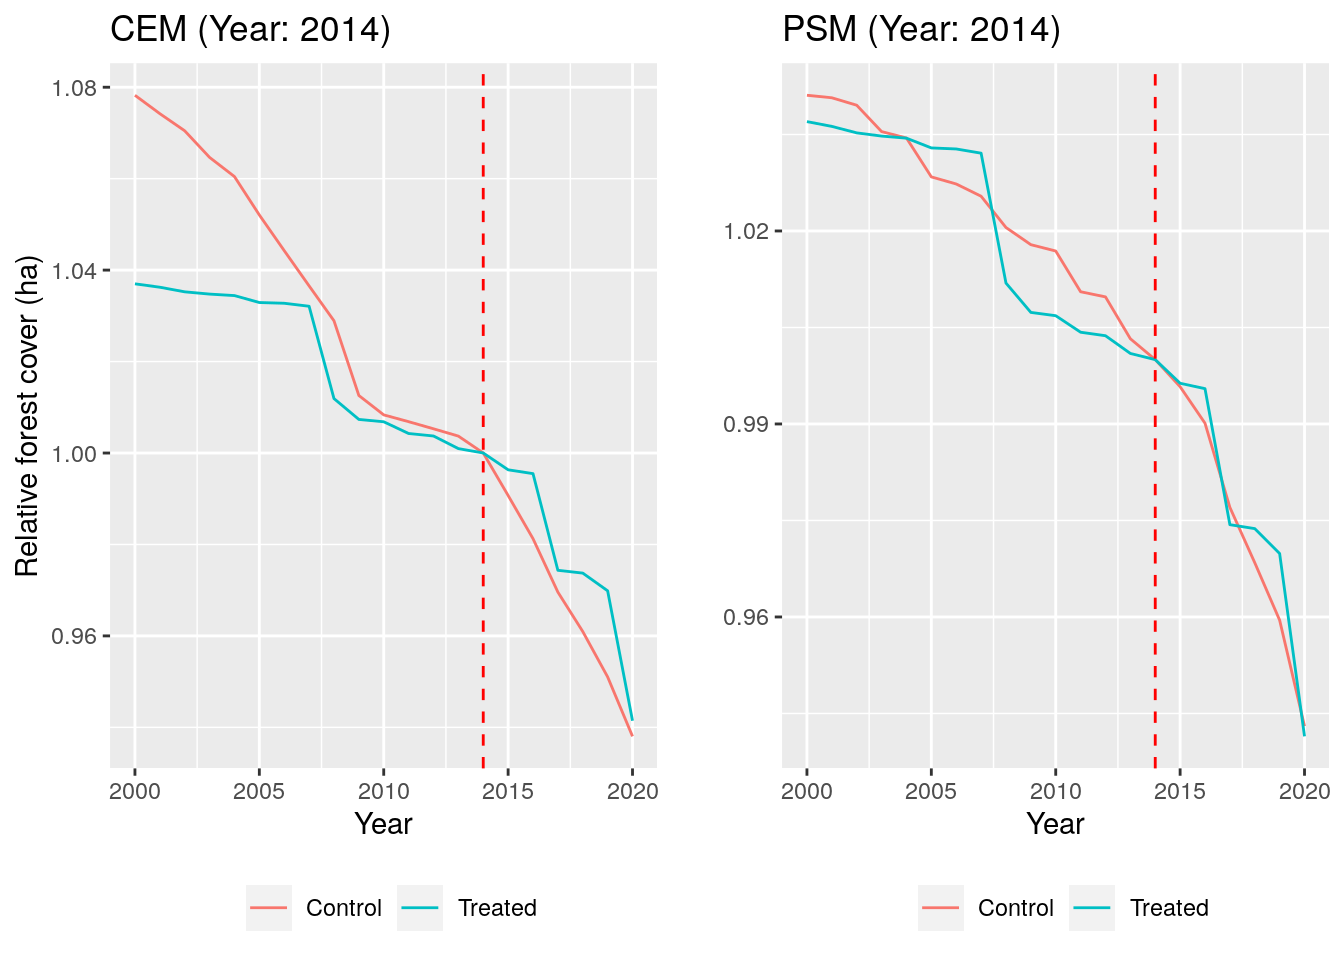 CEM (Year: 2014)
Relative forest cover (ha)
1.08
1.04
1.00
0.96
2000 2005 2010 2015 2020
Year
Control Treated
PSM (Year: 2014)
1.02
0.99
0.96
2000 2005 2010 2015 2020
Year
Control Treated